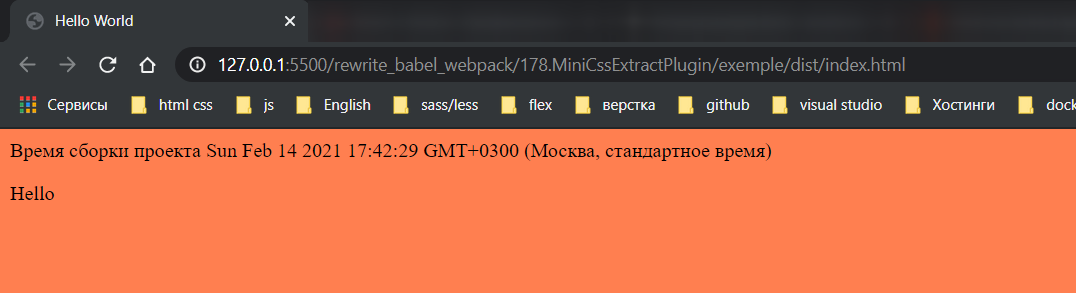 Hello World
127.0.0.1:5500/rewrite_babel_webpack/178.MiniCssExtractPlugin/exemple/dist/index.html
Сервисы html css js English sass/less flex верстка github visual studio Хостинги dock
Время сборки проекта Sun Feb 14 2021 17:42:29 GMT+0300 (Москва, стандартное время)
Hello